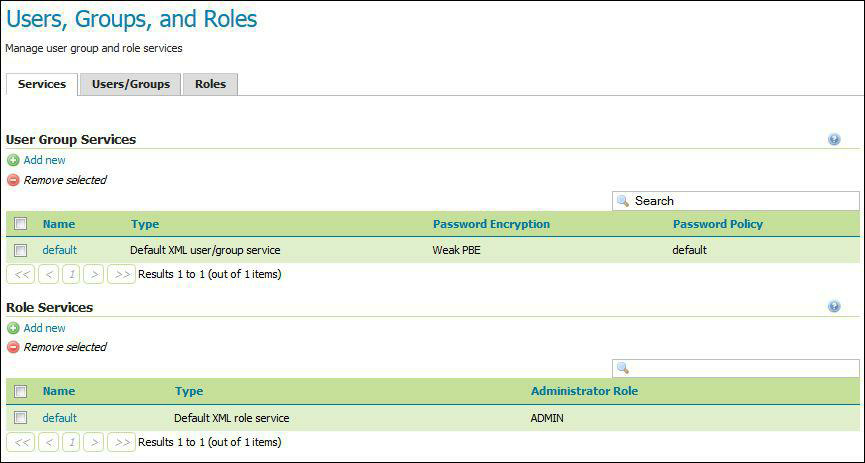 Users, Groups, and Roles
Manage user group and role services
Services Users/Groups Roles
User Group Services
Add new
Remove selected
Search
Name Type Password Encryption Password Policy
default Default XML user/group service Weak PBE default
<< < 1 > >> Results 1 to 1 (out of 1 items)
Role Services
Add new
Remove selected
Name Type Administrator Role
default Default XML role service ADMIN
<< < 1 > >> Results 1 to 1 (out of 1 items)